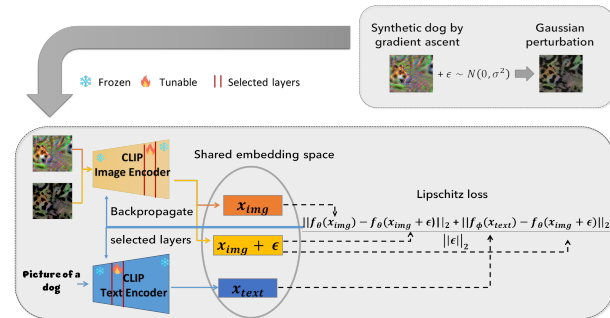 Synthetic dog by
gradient ascent
Gaussian
perturbation
+ ϵ ~ N(0, σ²)
Frozen
Tunable
Selected layers
CLIP
Image Encoder
Shared embedding space
Lipschitz loss
x_img
||f_θ(x_img) − f_θ(x_img + ϵ)||₂ + ||f_ϕ(x_text) − f_θ(x_img + ϵ)||₂
||ϵ||₂
Backpropagate
selected layers
x_img + ϵ
Picture of a
dog
CLIP
Text Encoder
x_text